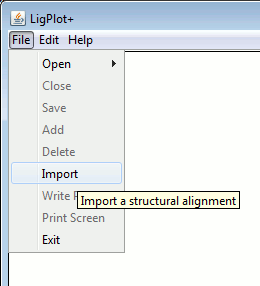 LigPlot+
File Edit Help
Open
Close
Save
Add
Delete
Import
Write
Import a structural alignment
Print Screen
Exit